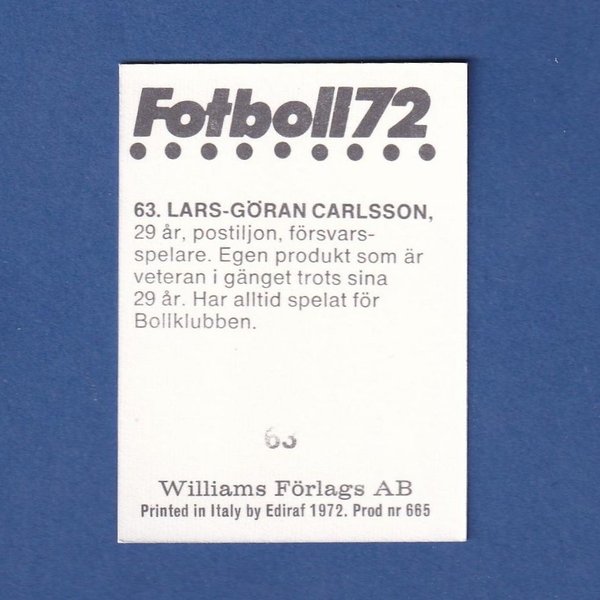 Fotboll72
63. LARS-GÖRAN CARLSSON,
29 år, postiljon, försvars-
spelare. Egen produkt som är
veteran i gänget trots sina
29 år. Har alltid spelat för
Bollklubben.
63
Williams Förlags AB
Printed in Italy by Ediraf 1972. Prod nr 665